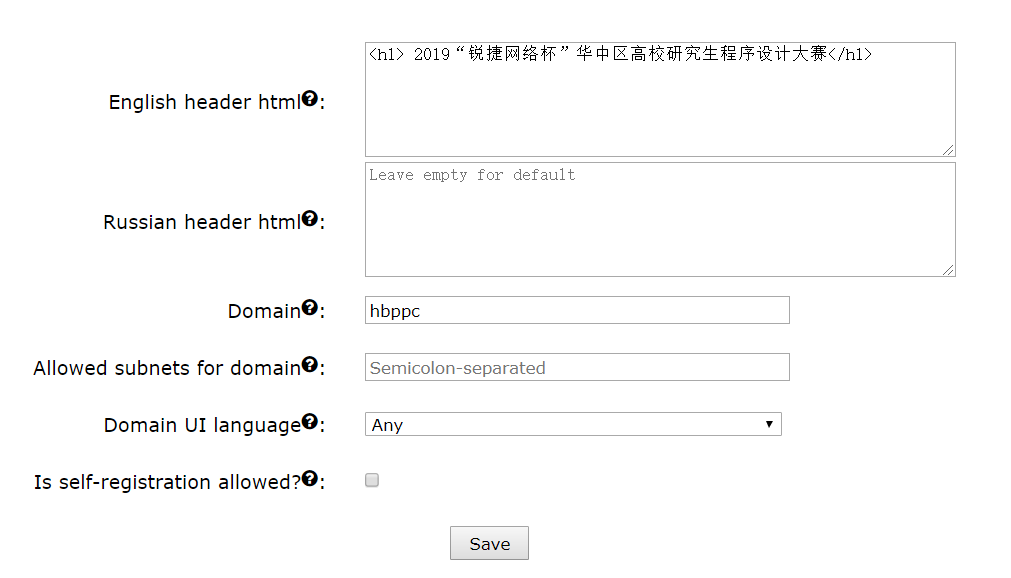 English header html?:
<h1> 2019“锐捷网络杯”华中区高校研究生程序设计大赛</h1>
Russian header html?:
Leave empty for default
Domain?:
hbppc
Allowed subnets for domain?:
Semicolon-separated
Domain UI language?:
Any
Is self-registration allowed??:
Save